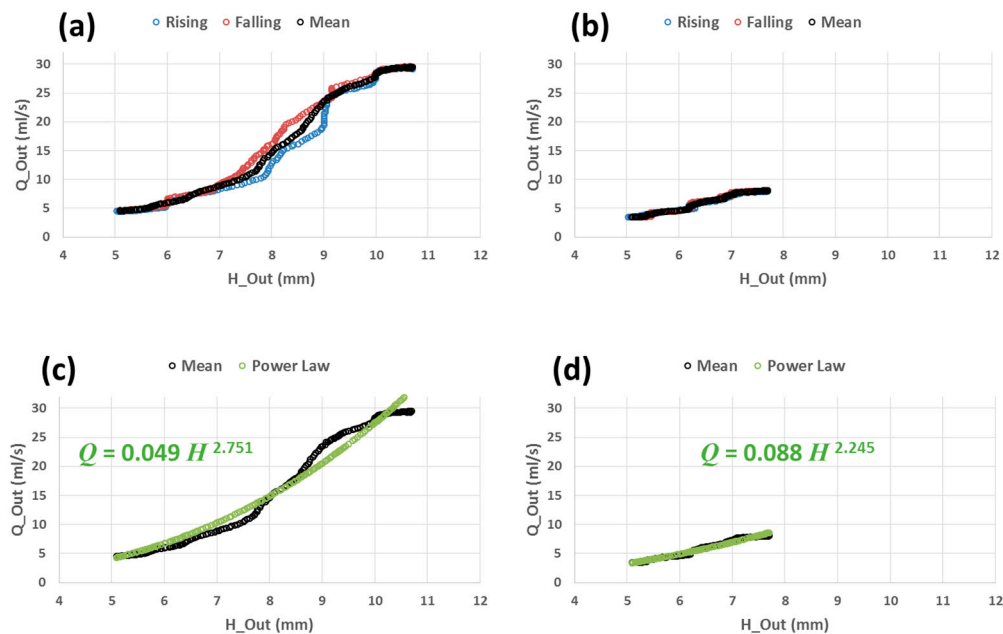 (a)
Rising Falling Mean
30
25
20
15
10
5
0
Q_Out (ml/s)
4 5 6 7 8 9 10 11 12
H_Out (mm)
(b)
Rising Falling Mean
30
25
20
15
10
5
0
Q_Out (ml/s)
4 5 6 7 8 9 10 11 12
H_Out (mm)
(c)
Mean Power Law
30
25
20
15
10
5
0
Q_Out (ml/s)
Q = 0.049 H 2.751
4 5 6 7 8 9 10 11 12
H_Out (mm)
(d)
Mean Power Law
30
25
20
15
10
5
0
Q_Out (ml/s)
Q = 0.088 H 2.245
4 5 6 7 8 9 10 11 12
H_Out (mm)